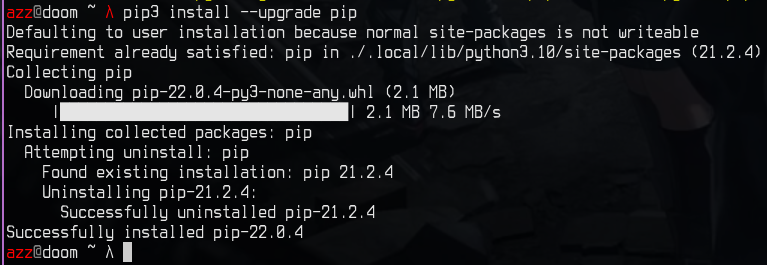 azz@doom ~ λ pip3 install --upgrade pip
Defaulting to user installation because normal site-packages is not writeable
Requirement already satisfied: pip in ./.local/lib/python3.10/site-packages (21.2.4)
Collecting pip
  Downloading pip-22.0.4-py3-none-any.whl (2.1 MB)
     |████████████████████████████████| 2.1 MB 7.6 MB/s
Installing collected packages: pip
  Attempting uninstall: pip
    Found existing installation: pip 21.2.4
    Uninstalling pip-21.2.4:
      Successfully uninstalled pip-21.2.4
Successfully installed pip-22.0.4
azz@doom ~ λ